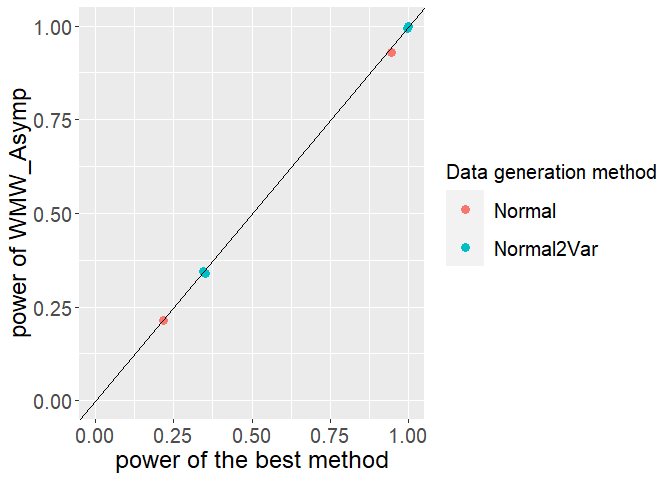 power of WMW_Asymp
1.00
0.75
0.50
0.25
0.00
0.00 0.25 0.50 0.75 1.00
power of the best method
Data generation method
Normal
Normal2Var